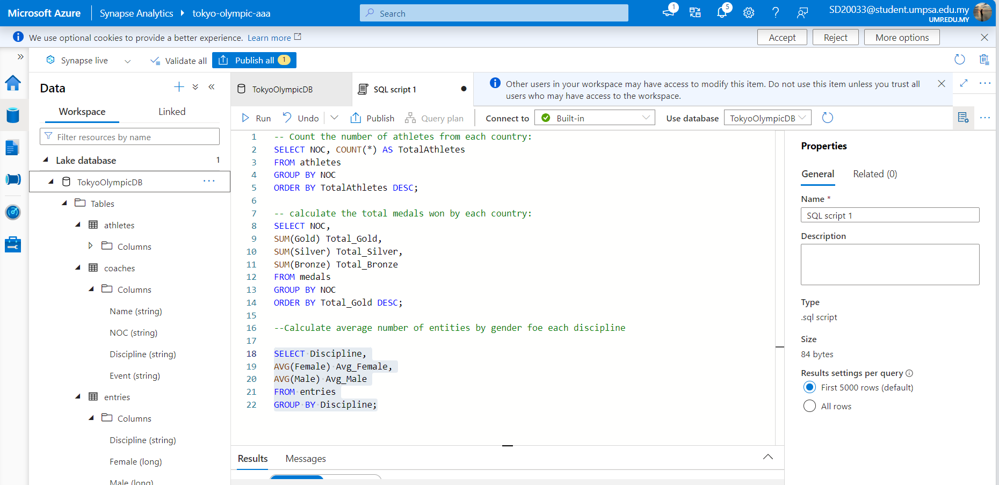 Microsoft Azure
Synapse Analytics
tokyo-olympic-aaa
Search
1
5
SD20033@student.umpsa.edu.my
UMP.EDU.MY
We use optional cookies to provide a better experience. Learn more
Accept
Reject
More options
Synapse live
Validate all
Publish all 1
Data
Workspace
Linked
Filter resources by name
Lake database 1
TokyoOlympicDB
Tables
athletes
Columns
coaches
Columns
Name (string)
NOC (string)
Discipline (string)
Event (string)
entries
Columns
Discipline (string)
Female (long)
Male (long)
TokyoOlympicDB
SQL script 1
Other users in your workspace may have access to modify this item. Do not use this item unless you trust all
users who may have access to the workspace.
Run
Undo
Publish
Query plan
Connect to
Built-in
Use database
TokyoOlympicDB
1 -- Count the number of athletes from each country:
2 SELECT NOC, COUNT(*) AS TotalAthletes
3 FROM athletes
4 GROUP BY NOC
5 ORDER BY TotalAthletes DESC;
6
7 -- calculate the total medals won by each country:
8 SELECT NOC,
9 SUM(Gold) Total_Gold,
10 SUM(Silver) Total_Silver,
11 SUM(Bronze) Total_Bronze
12 FROM medals
13 GROUP BY NOC
14 ORDER BY Total_Gold DESC;
15
16 --Calculate average number of entities by gender foe each discipline
17
18 SELECT Discipline,
19 AVG(Female) Avg_Female,
20 AVG(Male) Avg_Male
21 FROM entries
22 GROUP BY Discipline;
Results
Messages
Properties
General
Related (0)
Name *
SQL script 1
Description
Type
.sql script
Size
84 bytes
Results settings per query
First 5000 rows (default)
All rows